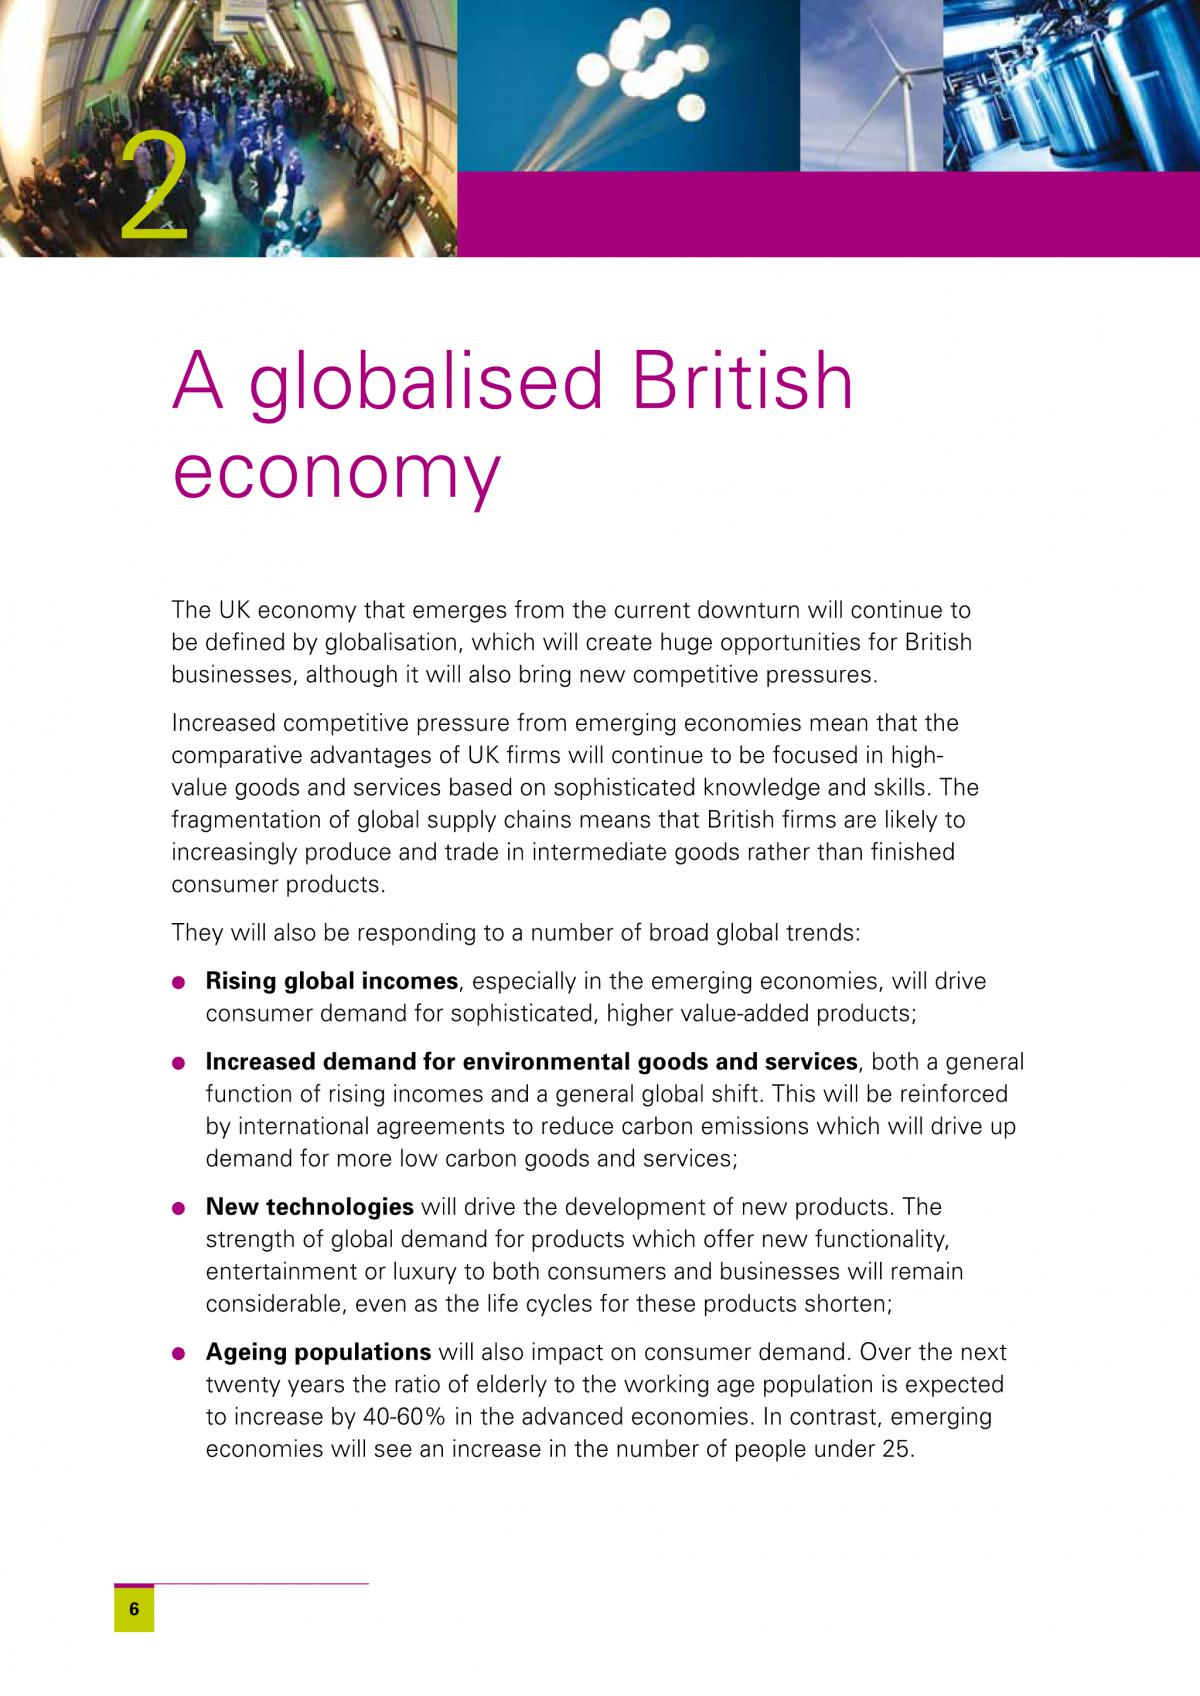 2
A globalised British
economy
The UK economy that emerges from the current downturn will continue to
be defined by globalisation, which will create huge opportunities for British
businesses, although it will also bring new competitive pressures.
Increased competitive pressure from emerging economies mean that the
comparative advantages of UK firms will continue to be focused in high-
value goods and services based on sophisticated knowledge and skills. The
fragmentation of global supply chains means that British firms are likely to
increasingly produce and trade in intermediate goods rather than finished
consumer products.
They will also be responding to a number of broad global trends:
● Rising global incomes, especially in the emerging economies, will drive
consumer demand for sophisticated, higher value-added products;
● Increased demand for environmental goods and services, both a general
function of rising incomes and a general global shift. This will be reinforced
by international agreements to reduce carbon emissions which will drive up
demand for more low carbon goods and services;
● New technologies will drive the development of new products. The
strength of global demand for products which offer new functionality,
entertainment or luxury to both consumers and businesses will remain
considerable, even as the life cycles for these products shorten;
● Ageing populations will also impact on consumer demand. Over the next
twenty years the ratio of elderly to the working age population is expected
to increase by 40-60% in the advanced economies. In contrast, emerging
economies will see an increase in the number of people under 25.
6